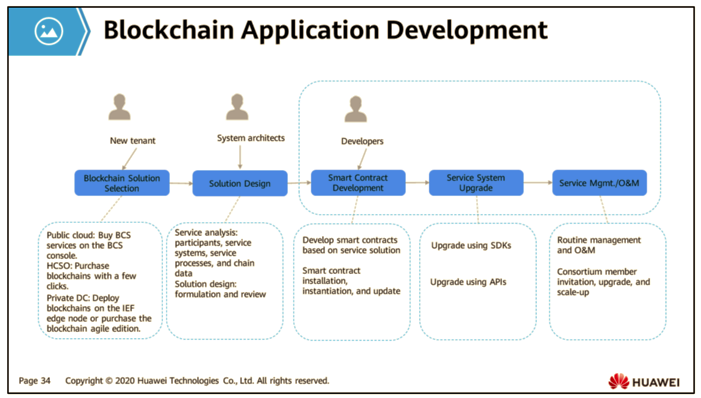 Blockchain Application Development
New tenant
System architects
Developers
Blockchain Solution
Selection
Solution Design
Smart Contract
Development
Service System
Upgrade
Service Mgmt./O&M
Public cloud: Buy BCS
services on the BCS
console.
HCSO: Purchase
blockchains with a few
clicks.
Private DC: Deploy
blockchains on the IEF
edge node or purchase the
blockchain agile edition.
Service analysis:
participants, service
systems, service
processes, and chain
data
Solution design:
formulation and review
Develop smart contracts
based on service solution
Smart contract
installation,
instantiation, and update
Upgrade using SDKs
Upgrade using APIs
Routine management
and O&M
Consortium member
invitation, upgrade, and
scale-up
Page 34 Copyright © 2020 Huawei Technologies Co., Ltd. All rights reserved.
HUAWEI